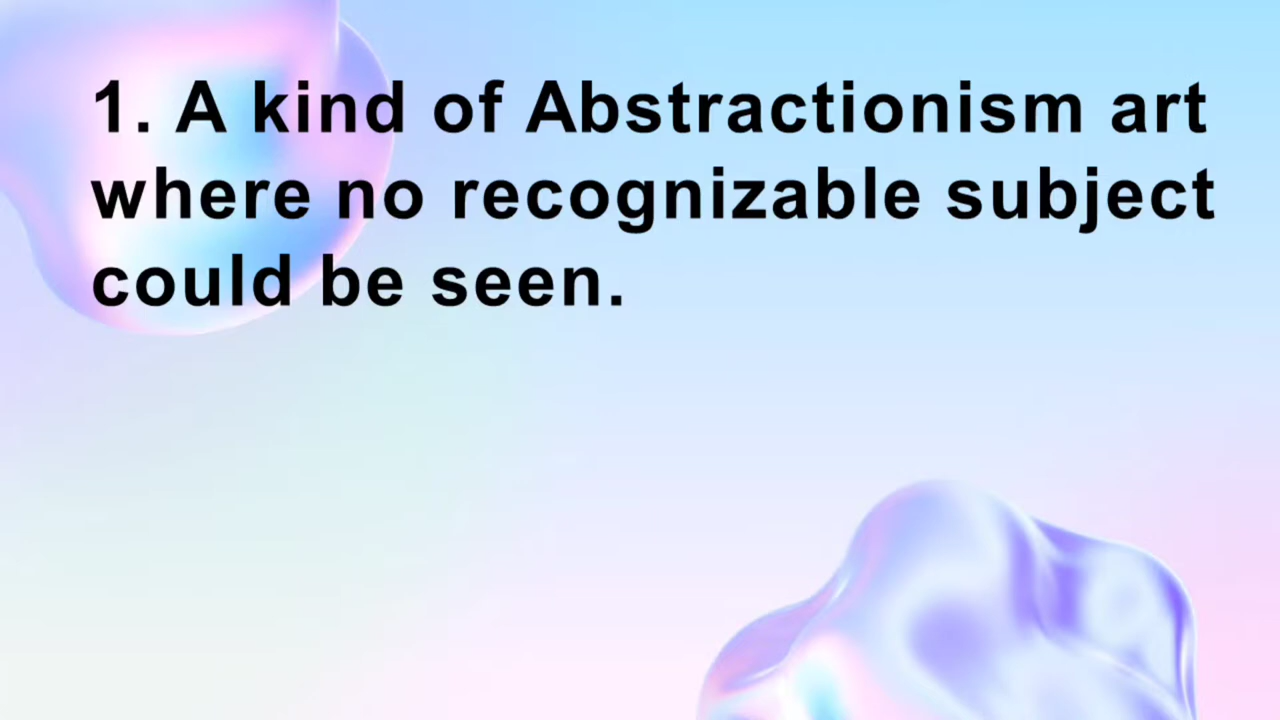 1. A kind of Abstractionism art
where no recognizable subject
could be seen.